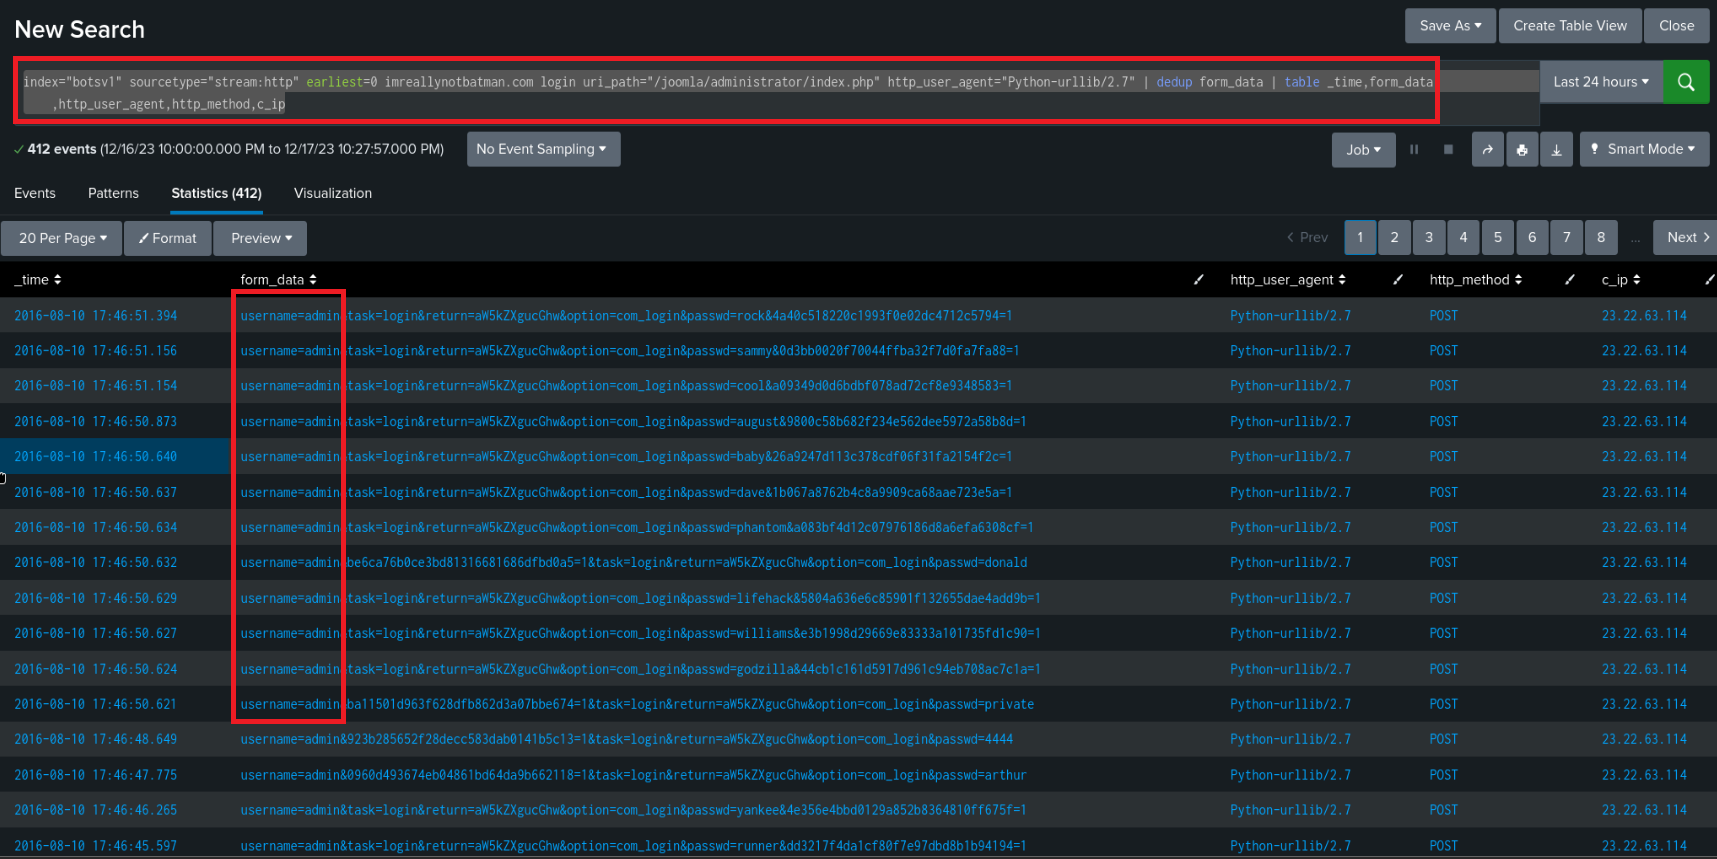 New Search
Save As
Create Table View
Close
index="botsv1" sourcetype="stream:http" earliest=0 imreallynotbatman.com login uri_path="/joomla/administrator/index.php" http_user_agent="Python-urllib/2.7" | dedup form_data | table _time,form_data
,http_user_agent,http_method,c_ip
Last 24 hours
✓ 412 events (12/16/23 10:00:00.000 PM to 12/17/23 10:27:57.000 PM)
No Event Sampling
Job
Smart Mode
Events
Patterns
Statistics (412)
Visualization
20 Per Page
Format
Preview
< Prev
1
2
3
4
5
6
7
8
...
Next >
_time
form_data
http_user_agent
http_method
c_ip
2016-08-10 17:46:51.394 username=admin&task=login&return=aW5kZXgucGhw&option=com_login&passwd=rock&4a40c518220c1993f0e02dc4712c5794=1 Python-urllib/2.7 POST 23.22.63.114
2016-08-10 17:46:51.156 username=admin&task=login&return=aW5kZXgucGhw&option=com_login&passwd=sammy&0d3bb0020f70044ffba32f7d0fa7fa88=1 Python-urllib/2.7 POST 23.22.63.114
2016-08-10 17:46:51.154 username=admin&task=login&return=aW5kZXgucGhw&option=com_login&passwd=cool&a09349d0d6bdbf078ad72cf8e9348583=1 Python-urllib/2.7 POST 23.22.63.114
2016-08-10 17:46:50.873 username=admin&task=login&return=aW5kZXgucGhw&option=com_login&passwd=august&9800c58b682f234e562dee5972a58b8d=1 Python-urllib/2.7 POST 23.22.63.114
2016-08-10 17:46:50.640 username=admin&task=login&return=aW5kZXgucGhw&option=com_login&passwd=baby&26a9247d113c378cdf06f31fa2154f2c=1 Python-urllib/2.7 POST 23.22.63.114
2016-08-10 17:46:50.637 username=admin&task=login&return=aW5kZXgucGhw&option=com_login&passwd=dave&1b067a8762b4c8a9909ca68aae723e5a=1 Python-urllib/2.7 POST 23.22.63.114
2016-08-10 17:46:50.634 username=admin&task=login&return=aW5kZXgucGhw&option=com_login&passwd=phantom&a083bf4d12c07976186d8a6efa6308cf=1 Python-urllib/2.7 POST 23.22.63.114
2016-08-10 17:46:50.632 username=admin&be6ca76b0ce3bd81316681686dfbd0a5=1&task=login&return=aW5kZXgucGhw&option=com_login&passwd=donald Python-urllib/2.7 POST 23.22.63.114
2016-08-10 17:46:50.629 username=admin&task=login&return=aW5kZXgucGhw&option=com_login&passwd=lifehack&5804a636e6c85901f132655dae4add9b=1 Python-urllib/2.7 POST 23.22.63.114
2016-08-10 17:46:50.627 username=admin&task=login&return=aW5kZXgucGhw&option=com_login&passwd=williams&e3b1998d29669e83333a101735fd1c90=1 Python-urllib/2.7 POST 23.22.63.114
2016-08-10 17:46:50.624 username=admin&task=login&return=aW5kZXgucGhw&option=com_login&passwd=godzilla&44cb1c161d5917d961c94eb708ac7c1a=1 Python-urllib/2.7 POST 23.22.63.114
2016-08-10 17:46:50.621 username=admin&ba11501d963f628dfb862d3a07bbe674=1&task=login&return=aW5kZXgucGhw&option=com_login&passwd=private Python-urllib/2.7 POST 23.22.63.114
2016-08-10 17:46:48.649 username=admin&923b285652f28decc583dab0141b5c13=1&task=login&return=aW5kZXgucGhw&option=com_login&passwd=4444 Python-urllib/2.7 POST 23.22.63.114
2016-08-10 17:46:47.775 username=admin&0960d493674eb04861bd64da9b662118=1&task=login&return=aW5kZXgucGhw&option=com_login&passwd=arthur Python-urllib/2.7 POST 23.22.63.114
2016-08-10 17:46:46.265 username=admin&task=login&return=aW5kZXgucGhw&option=com_login&passwd=yankee&4e356e4bbd0129a852b8364810ff675f=1 Python-urllib/2.7 POST 23.22.63.114
2016-08-10 17:46:45.597 username=admin&task=login&return=aW5kZXgucGhw&option=com_login&passwd=runner&dd3217f4da1cf80f7e97dbd8b1b94194=1 Python-urllib/2.7 POST 23.22.63.114